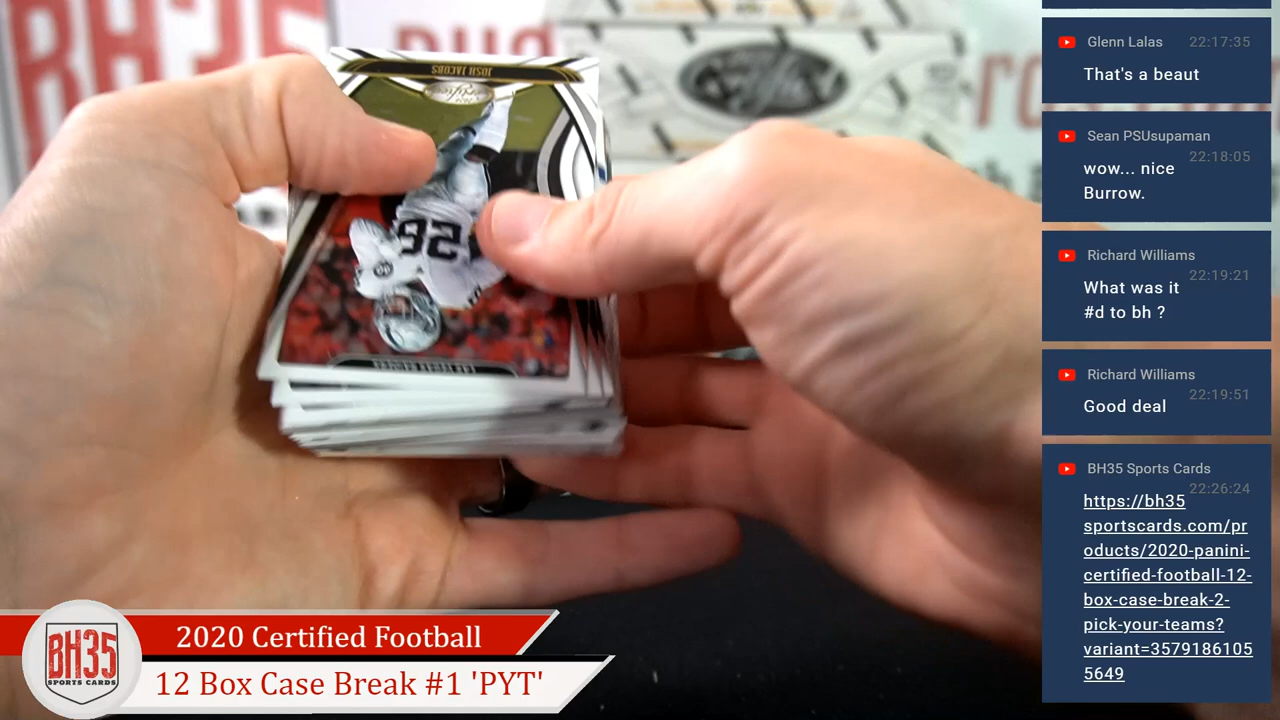 JOSH JACOBS
28
Glenn Lalas 22:17:35
That's a beaut
Sean PSUsupaman
22:18:05
wow... nice
Burrow.
Richard Williams
22:19:21
What was it
#d to bh ?
Richard Williams
22:19:51
Good deal
BH35 Sports Cards
22:26:24
https://bh35
sportscards.com/pr
oducts/2020-panini-
certified-football-12-
box-case-break-2-
pick-your-teams?
variant=3579186105
5649
2020 Certified Football
12 Box Case Break #1 'PYT'
BH35
SPORTS CARDS